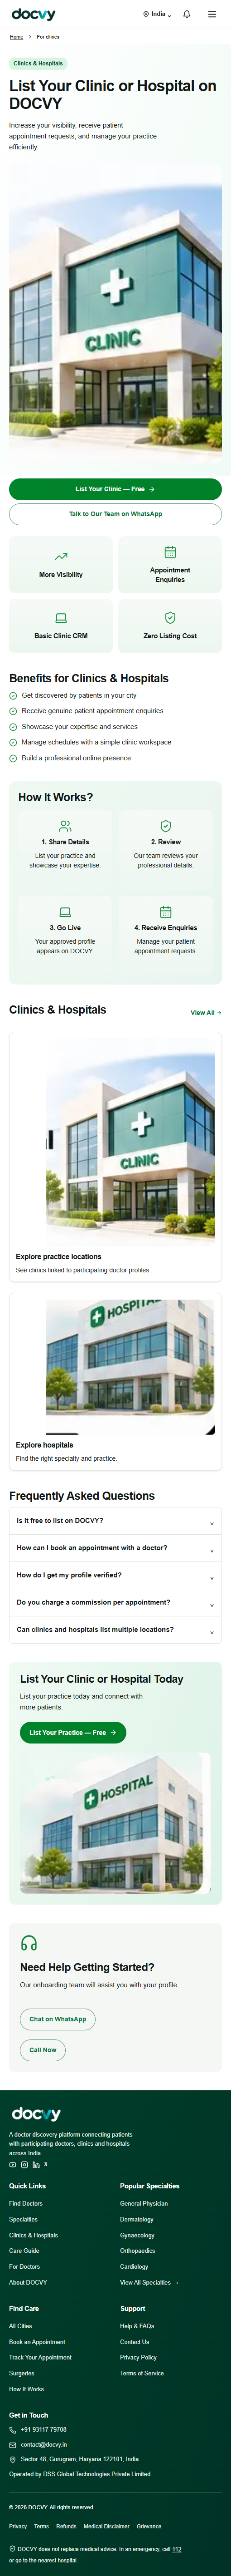 docvy
India
Home > For clinics
Clinics & Hospitals
List Your Clinic or Hospital on
DOCVY
Increase your visibility, receive patient
appointment requests, and manage your practice
efficiently.
CLINIC
List Your Clinic — Free →
Talk to Our Team on WhatsApp
More Visibility
Appointment
Enquiries
Basic Clinic CRM
Zero Listing Cost
Benefits for Clinics & Hospitals
Get discovered by patients in your city
Receive genuine patient appointment enquiries
Showcase your expertise and services
Manage schedules with a simple clinic workspace
Build a professional online presence
How It Works?
1. Share Details
List your practice and
showcase your expertise.
2. Review
Our team reviews your
professional details.
3. Go Live
Your approved profile
appears on DOCVY.
4. Receive Enquiries
Manage your patient
appointment requests.
Clinics & Hospitals
View All →
CLINIC
Explore practice locations
See clinics linked to participating doctor profiles.
HOSPITAL
Explore hospitals
Find the right specialty and practice.
Frequently Asked Questions
Is it free to list on DOCVY?
How can I book an appointment with a doctor?
How do I get my profile verified?
Do you charge a commission per appointment?
Can clinics and hospitals list multiple locations?
List Your Clinic or Hospital Today
List your practice today and connect with
more patients.
List Your Practice — Free →
HOSPITAL
Need Help Getting Started?
Our onboarding team will assist you with your profile.
Chat on WhatsApp
Call Now
docvy
A doctor discovery platform connecting patients
with participating doctors, clinics and hospitals
across India.
X
Quick Links
Find Doctors
Specialties
Clinics & Hospitals
Care Guide
For Doctors
About DOCVY
Popular Specialties
General Physician
Dermatology
Gynaecology
Orthopaedics
Cardiology
View All Specialties →
Find Care
All Cities
Book an Appointment
Track Your Appointment
Surgeries
How It Works
Support
Help & FAQs
Contact Us
Privacy Policy
Terms of Service
Get in Touch
+91 93117 79708
contact@docvy.in
Sector 48, Gurugram, Haryana 122101, India.
Operated by DSS Global Technologies Private Limited.
© 2026 DOCVY. All rights reserved.
Privacy Terms Refunds Medical Disclaimer Grievance
DOCVY does not replace medical advice. In an emergency, call 112
or go to the nearest hospital.